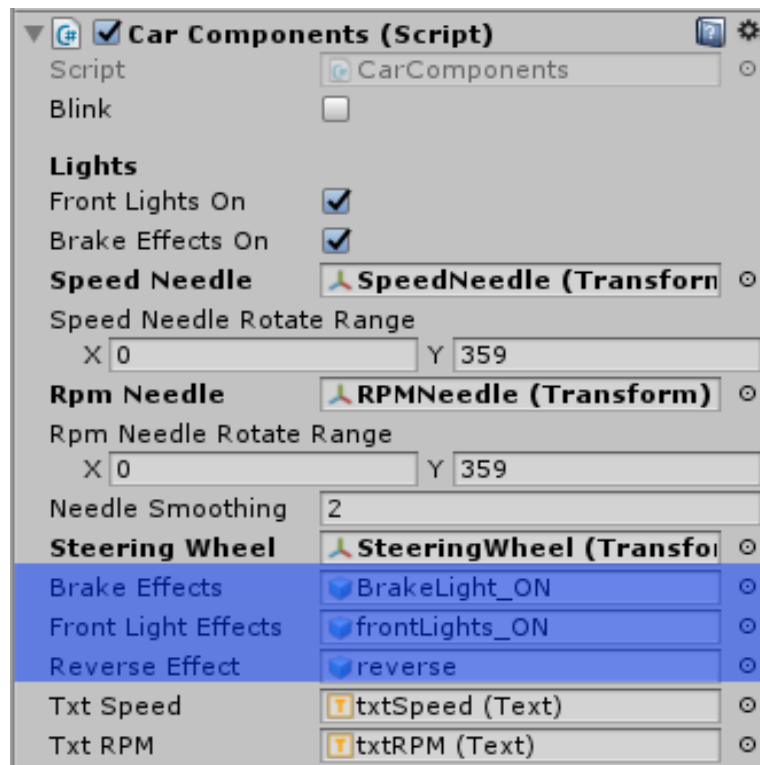 Car Components (Script)
Script CarComponents
Blink
Lights
Front Lights On
Brake Effects On
Speed Needle SpeedNeedle (Transform
Speed Needle Rotate Range
X 0 Y 359
Rpm Needle RPMNeedle (Transform)
Rpm Needle Rotate Range
X 0 Y 359
Needle Smoothing 2
Steering Wheel SteeringWheel (Transfo
Brake Effects BrakeLight_ON
Front Light Effects frontLights_ON
Reverse Effect reverse
Txt Speed txtSpeed (Text)
Txt RPM txtRPM (Text)